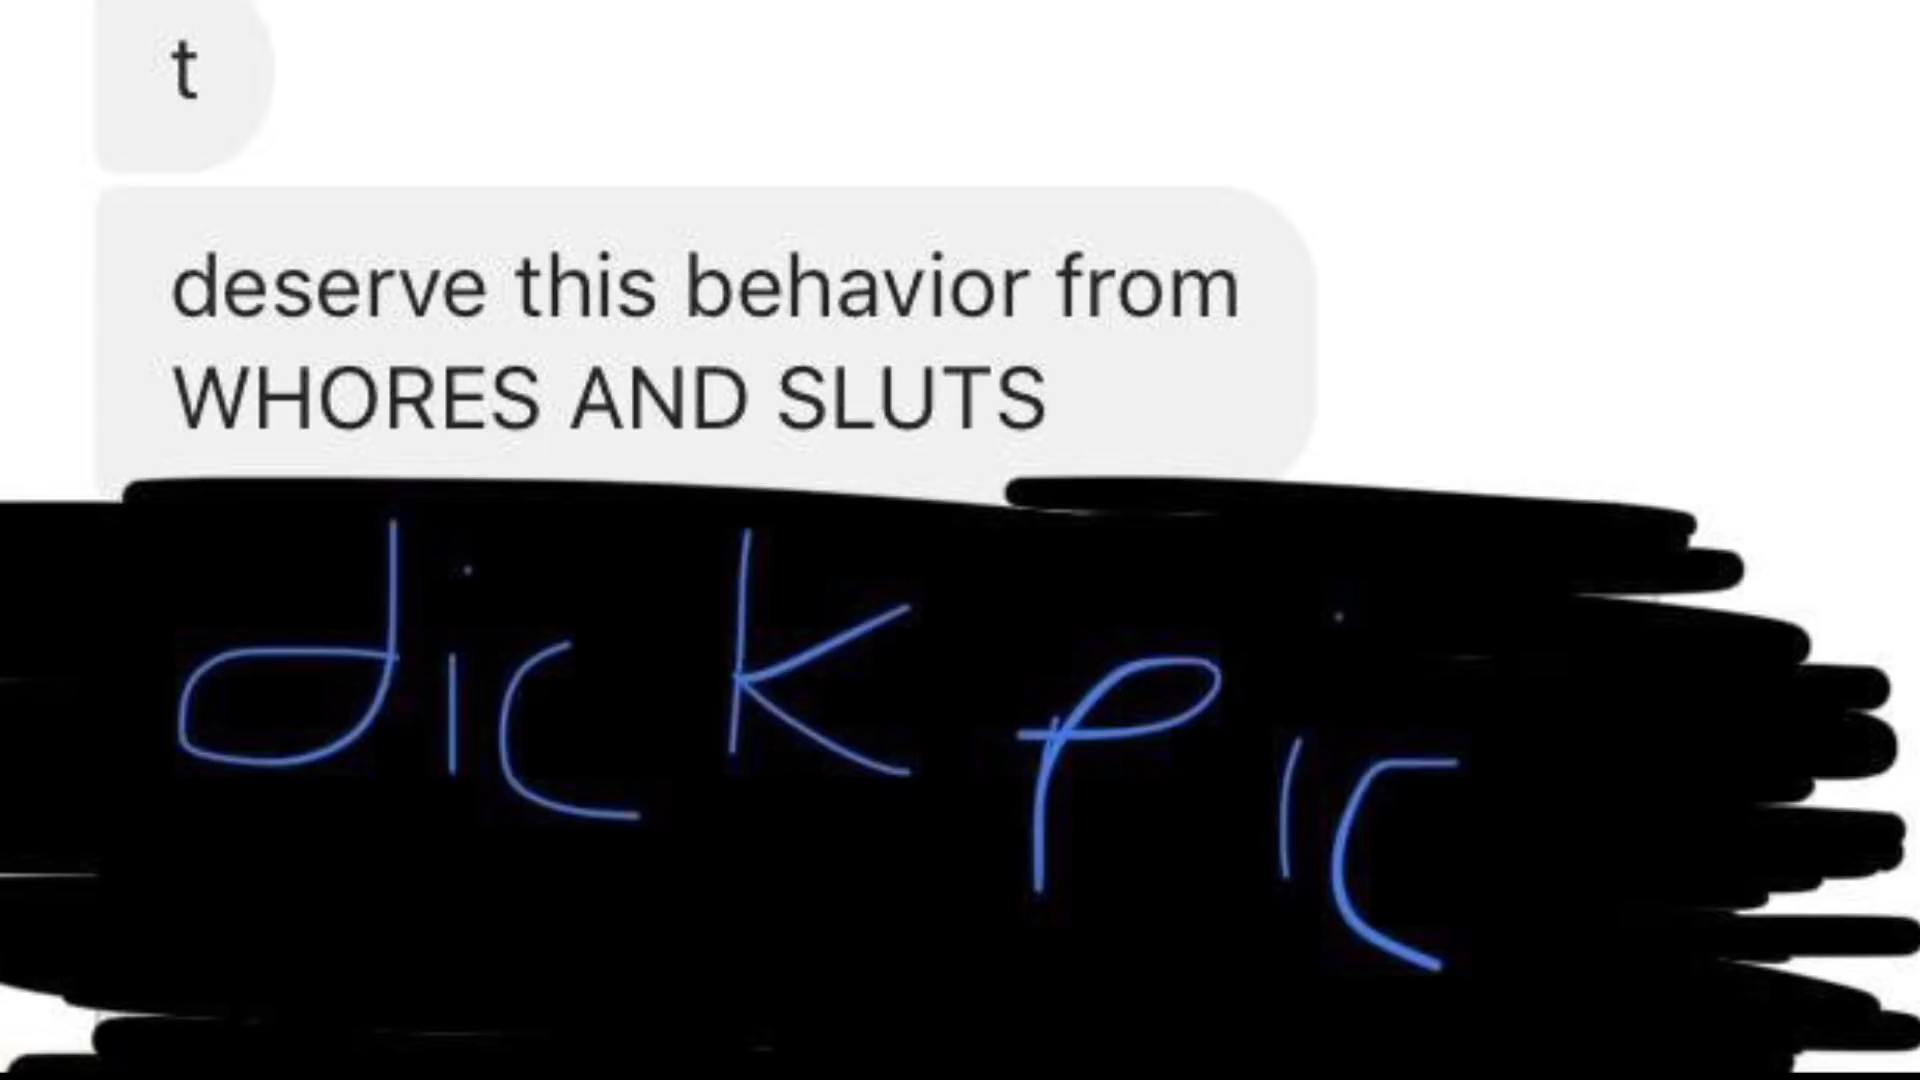 t
deserve this behavior from
WHORES AND SLUTS
dick pic